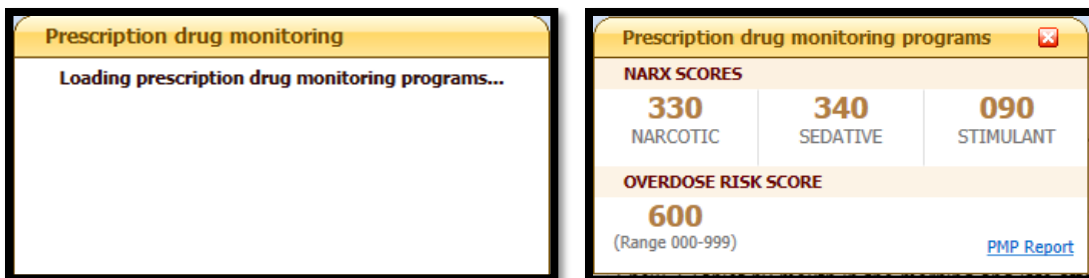 Prescription drug monitoring
Loading prescription drug monitoring programs...
Prescription drug monitoring programs
NARX SCORES
330 340 090
NARCOTIC SEDATIVE STIMULANT
OVERDOSE RISK SCORE
600
(Range 000-999) PMP Report